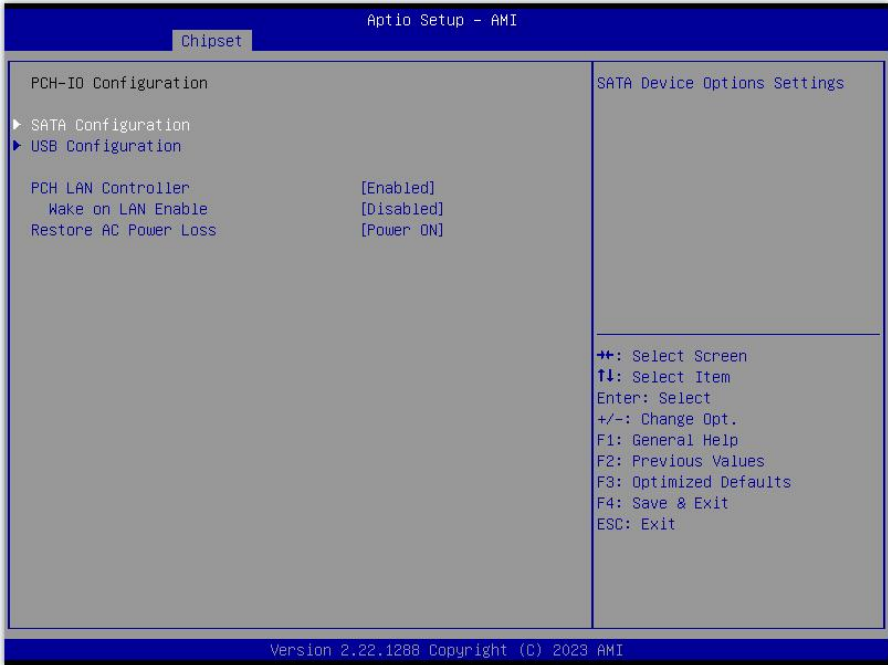 Aptio Setup – AMI
Chipset
PCH-IO Configuration
SATA Configuration
USB Configuration
PCH LAN Controller [Enabled]
Wake on LAN Enable [Disabled]
Restore AC Power Loss [Power ON]
SATA Device Options Settings
→←: Select Screen
↑↓: Select Item
Enter: Select
+/-: Change Opt.
F1: General Help
F2: Previous Values
F3: Optimized Defaults
F4: Save & Exit
ESC: Exit
Version 2.22.1288 Copyright (C) 2023 AMI